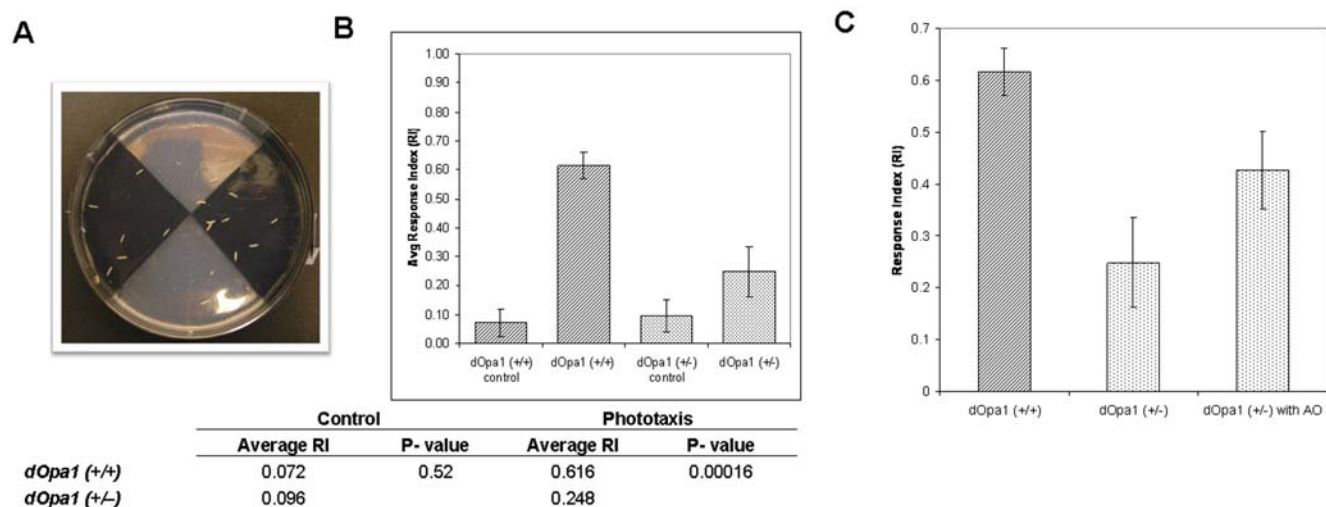 A
B
1.00
0.90
0.80
0.70
0.60
0.50
0.40
0.30
0.20
0.10
0.00
Avg Response Index (RI)
dOpa1 (+/+)
control
dOpa1 (+/+)
dOpa1 (+/-)
control
dOpa1 (+/-)
C
0.7
0.6
0.5
0.4
0.3
0.2
0.1
0
Response Index (RI)
dOpa1 (+/+) dOpa1 (+/-) dOpa1 (+/-) with AO
Control Phototaxis
Average RI P- value Average RI P- value
dOpa1 (+/+) 0.072 0.52 0.616 0.00016
dOpa1 (+/–) 0.096 0.248